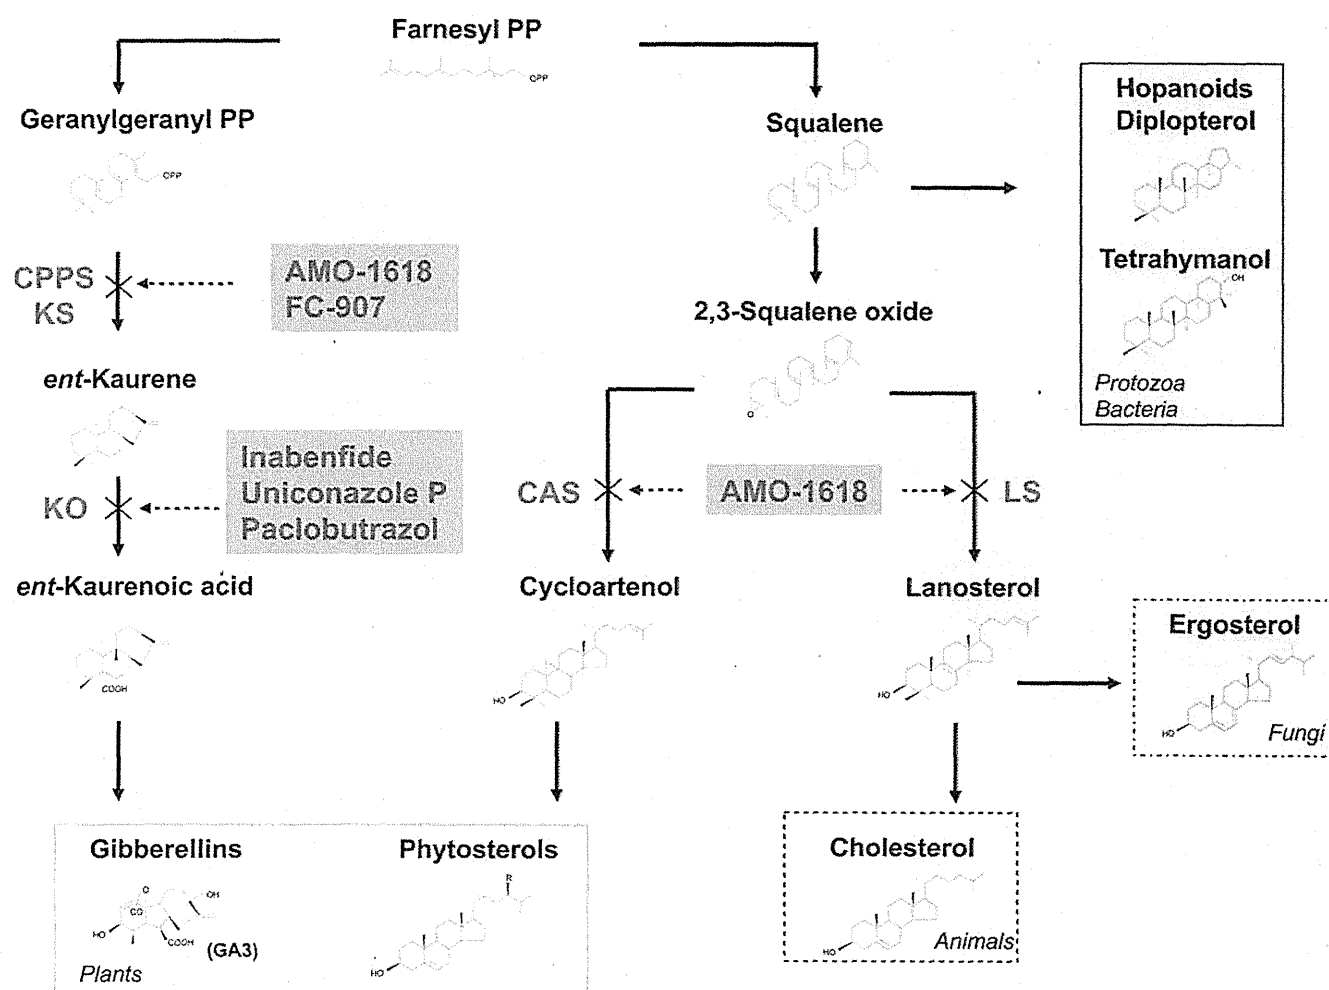 Farnesyl PP
OPP
Geranylgeranyl PP
OPP
Squalene
Hopanoids
Diplopterol
Tetrahymanol
OH
Protozoa
Bacteria
CPPS
KS
AMO-1618
FC-907
2,3-Squalene oxide
O
ent-Kaurene
Inabenfide
Uniconazole P
Paclobutrazol
KO
CAS
AMO-1618
LS
ent-Kaurenoic acid
COOH
Cycloartenol
HO
Lanosterol
HO
Ergosterol
HO
Fungi
Gibberellins
O
CO
OH
HO
COOH
(GA3)
Plants
Phytosterols
R
HO
Cholesterol
HO
Animals